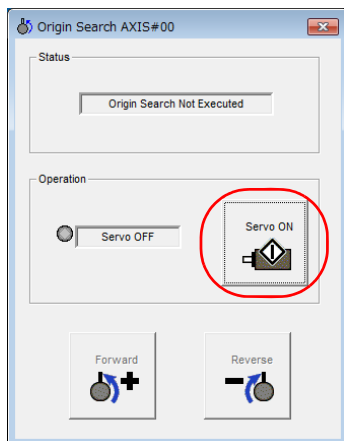 Origin Search AXIS#00
Status
Origin Search Not Executed
Operation
Servo OFF
Servo ON
Forward
Reverse